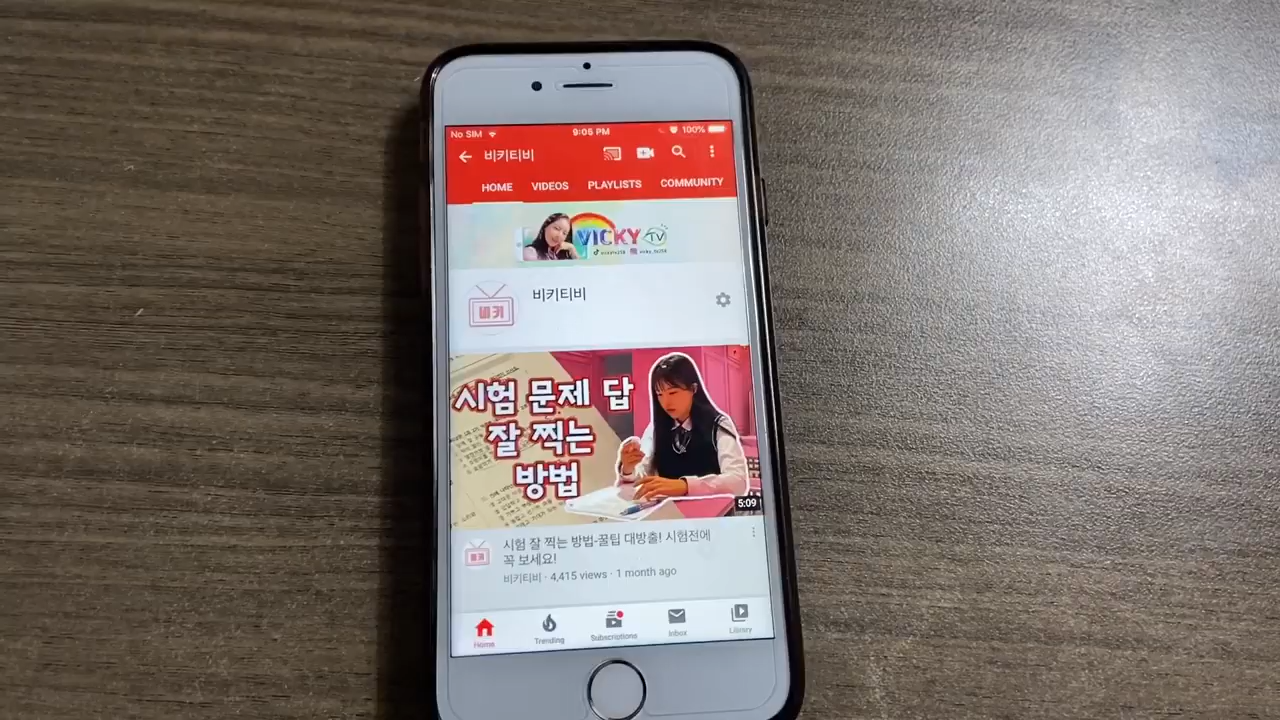 No SIM 9:05 PM 100%
비키티비
HOME VIDEOS PLAYLISTS COMMUNITY
VICKY TV
비키
비키티비
시험 문제 답
잘 찍는
방법
5:09
시험 잘 찍는 방법-꿀팁 대방출! 시험전에
꼭 보세요!
비키티비 · 4,415 views · 1 month ago
Home Trending Subscriptions Inbox Library